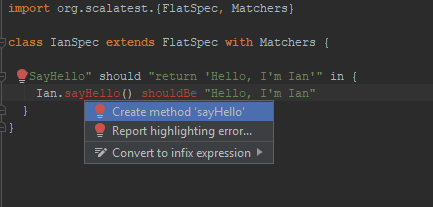 import org.scalatest.{FlatSpec, Matchers}
class IanSpec extends FlatSpec with Matchers {
SayHello" should "return 'Hello, I'm Ian'" in {
Ian.sayHello() shouldBe "Hello, I'm Ian"
Create method 'sayHello'
}
Report highlighting error...
}
Convert to infix expression